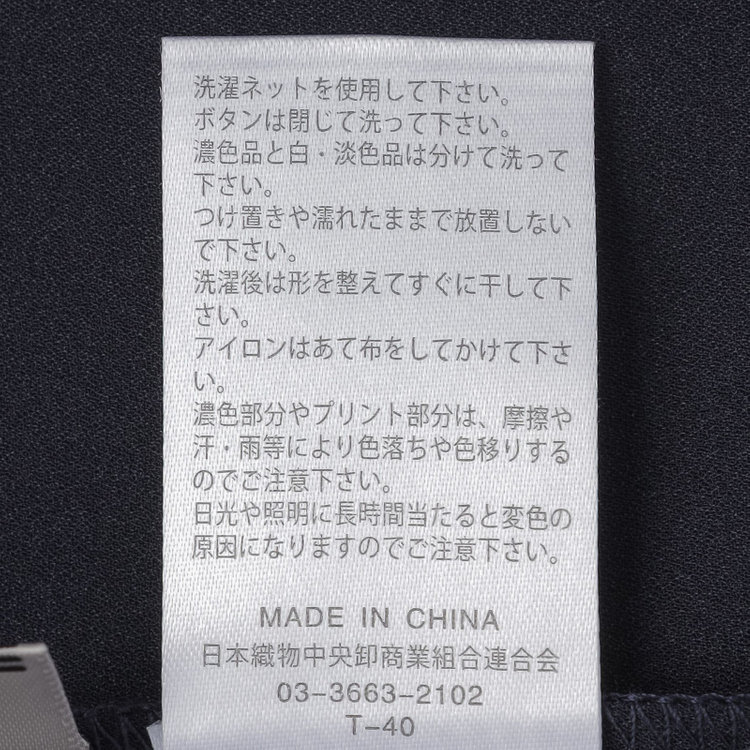 洗濯ネットを使用して下さい。
ボタンは閉じて洗って下さい。
濃色品と白・淡色品は分けて洗って
下さい。
つけ置きや濡れたままで放置しない
で下さい。
洗濯後は形を整えてすぐに干して下
さい。
アイロンはあて布をしてかけて下さ
い。
濃色部分やプリント部分は、摩擦や
汗・雨等により色落ちや色移りする
のでご注意下さい。
日光や照明に長時間当たると変色の
原因になりますのでご注意下さい。
MADE IN CHINA
日本織物中央卸商業組合連合会
03-3663-2102
T-40